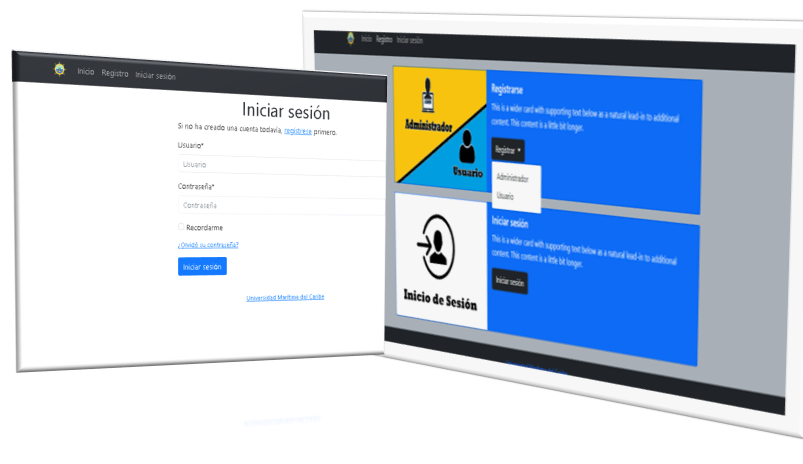 Inicio Registro Iniciar sesión
Iniciar sesión
Si no ha creado una cuenta todavía, regístrese primero.
Usuario*
Usuario
Contraseña*
Contraseña
Recordarme
¿Olvidó su contraseña?
Iniciar sesión
Universidad Marítima del Caribe
Inicio Registro Iniciar sesión
Administrador
Usuario
Registrarse
This is a wider card with supporting text below as a natural lead-in to additional
content. This content is a little bit longer.
Registrar
Administrador
Usuario
Inicio de Sesión
Iniciar sesión
This is a wider card with supporting text below as a natural lead-in to additional
content. This content is a little bit longer.
Iniciar sesión